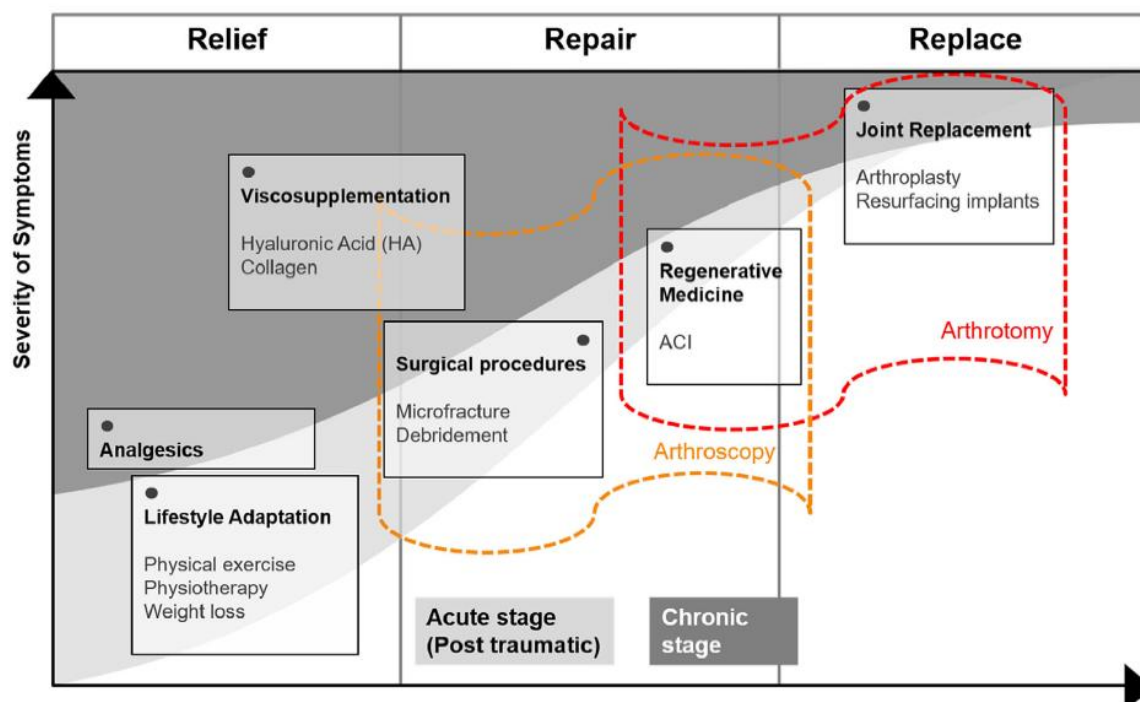 Relief
Repair
Replace
Severity of Symptoms
Joint Replacement
Arthroplasty
Resurfacing implants
Viscosupplementation
Hyaluronic Acid (HA)
Collagen
Regenerative
Medicine
ACI
Arthrotomy
Surgical procedures
Microfracture
Debridement
Analgesics
Arthroscopy
Lifestyle Adaptation
Physical exercise
Physiotherapy
Weight loss
Acute stage
(Post traumatic)
Chronic
stage